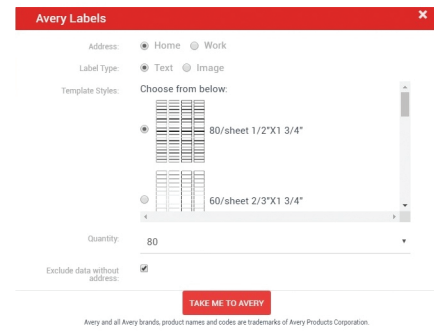 Avery Labels ×
Address: Home Work
Label Type: Text Image
Template Styles: Choose from below:
80/sheet 1/2"X1 3/4"
60/sheet 2/3"X1 3/4"
Quantity: 80
Exclude data without
address:
TAKE ME TO AVERY
Avery and all Avery brands, product names and codes are trademarks of Avery Products Corporation.